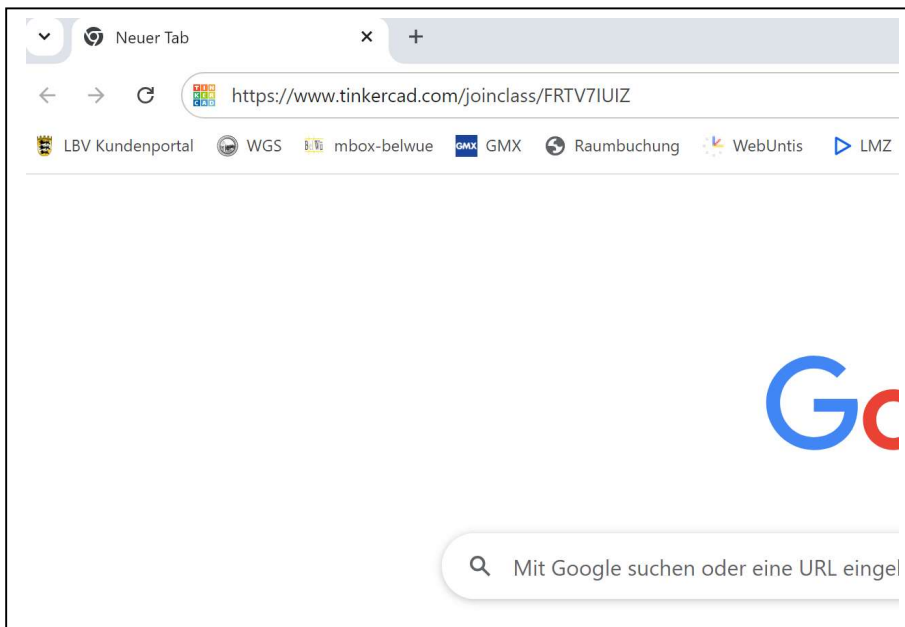 Neuer Tab
https://www.tinkercad.com/joinclass/FRTV7IUIZ
LBV Kundenportal WGS mbox-belwue GMX GMX Raumbuchung WebUntis LMZ
Go
Mit Google suchen oder eine URL eingel